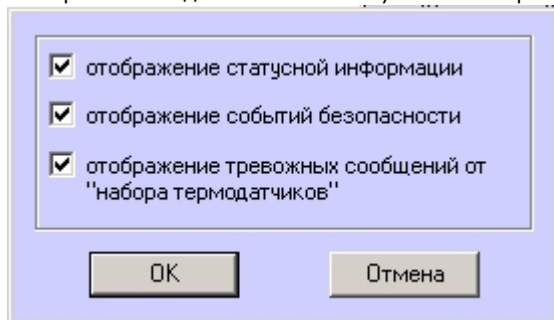 отображение статусной информации
отображение событий безопасности
отображение тревожных сообщений от
"набора термодатчиков"
OK
Отмена